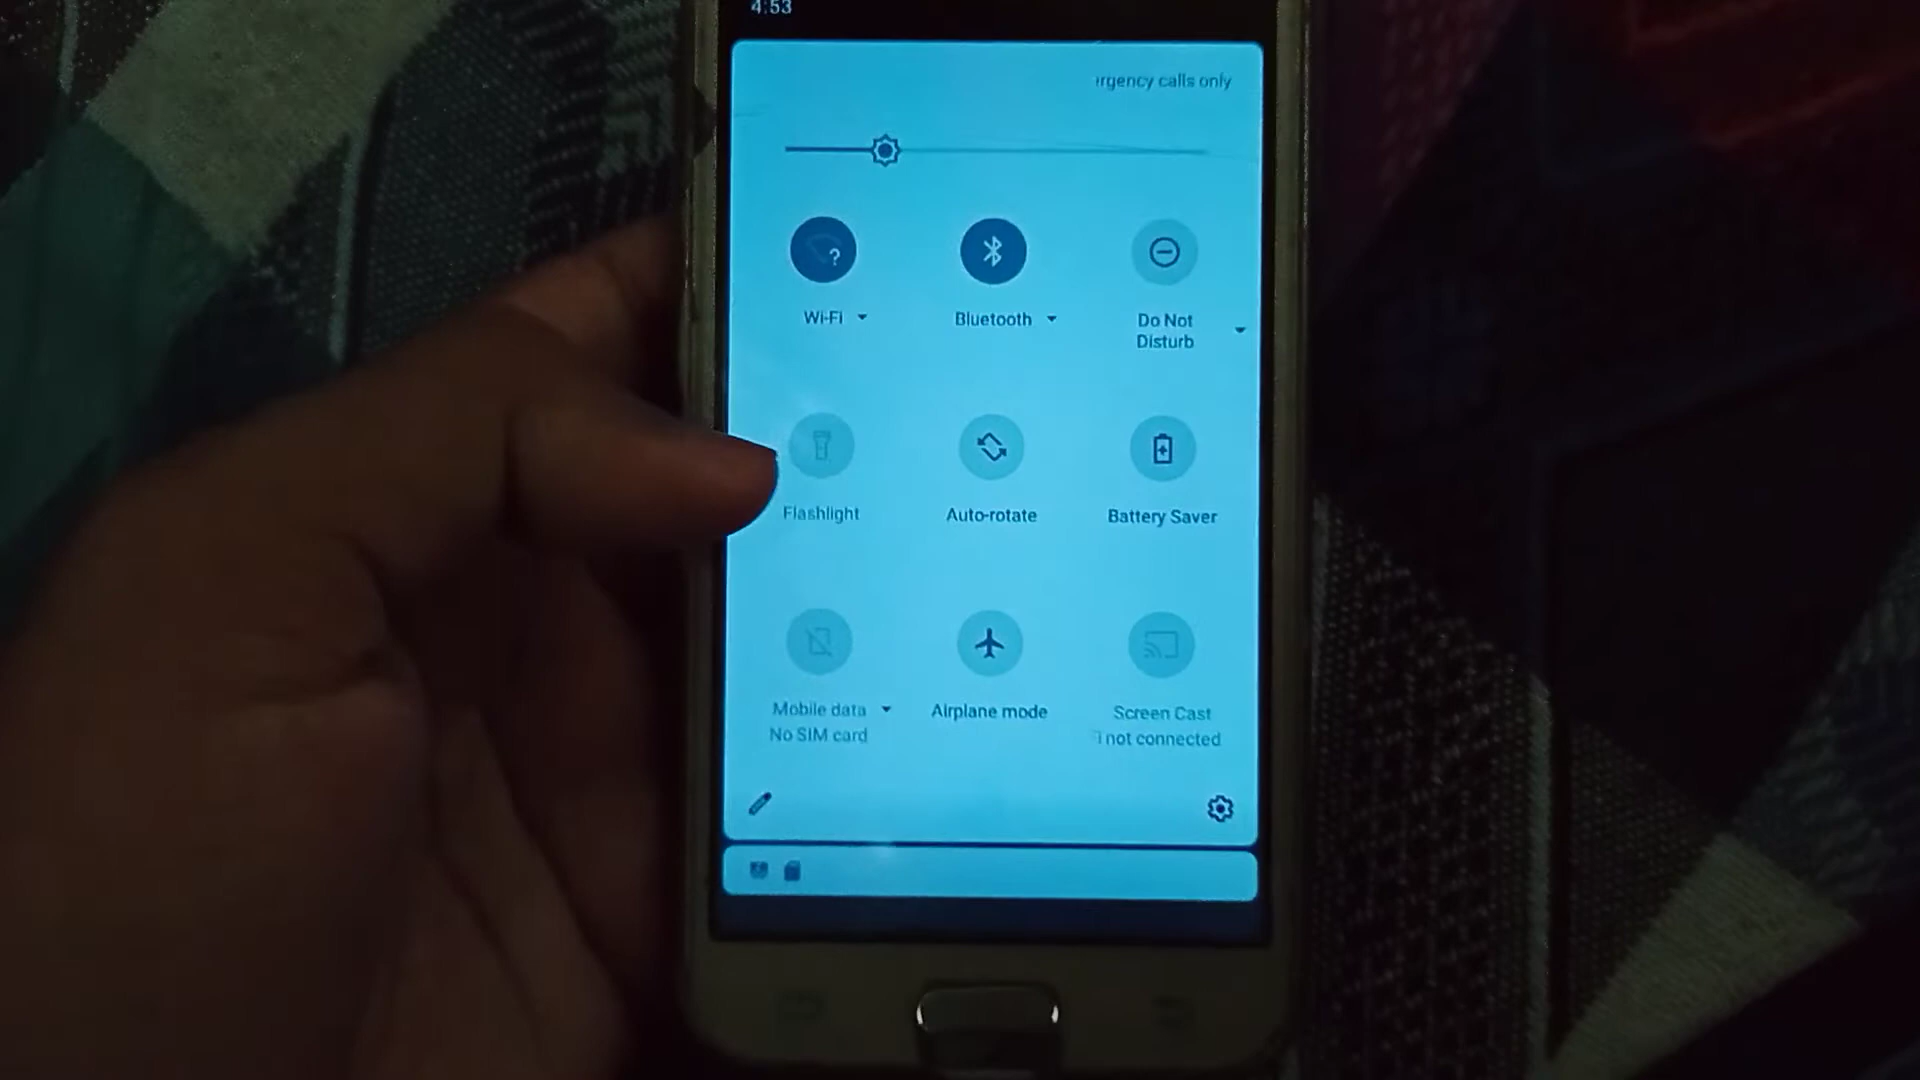 4:53
rgency calls only
?
Wi-Fi
Bluetooth
Do Not
Disturb
Flashlight
Auto-rotate
Battery Saver
Mobile data
No SIM card
Airplane mode
Screen Cast
not connected